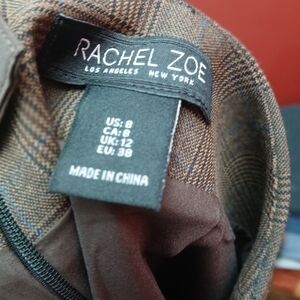 RACHEL ZOE
LOS ANGELES NEW YORK
US: 8
CA: 8
UK: 12
EU: 38
MADE IN CHINA